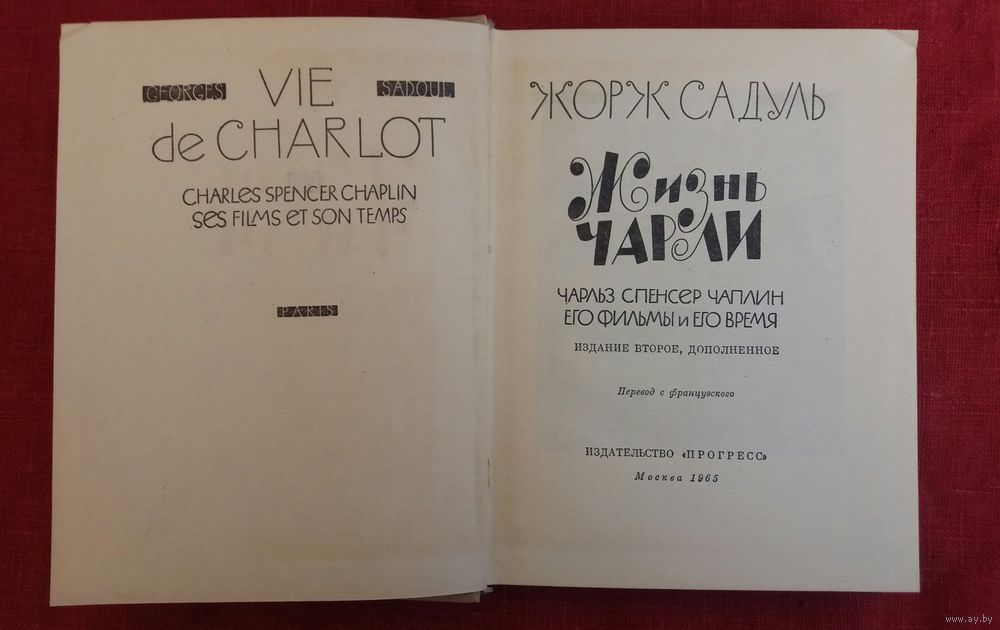 GEORGES VIE SADOUL
de CHARLOT
CHARLES SPENCER CHAPLIN
ses FILMS et SON TEMPS
PARIS
ЖОРЖ САДУЛЬ
Жизнь
ЧАРЛИ
ЧАРЛЬЗ СПЕНСЕР ЧАПЛИН
ЕГО ФИЛЬМЫ и ЕГО ВРЕМЯ
ИЗДАНИЕ ВТОРОЕ, ДОПОЛНЕННОЕ
Перевод с французского
ИЗДАТЕЛЬСТВО «ПРОГРЕСС»
Москва 1965
www.ay.by